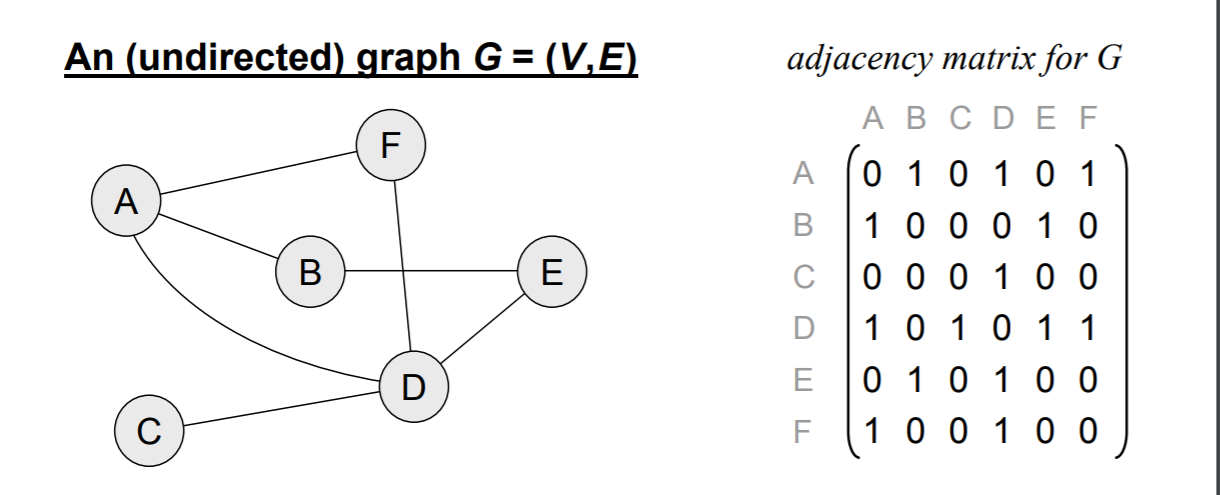 An (undirected) graph G = (V,E)
F
A
B
E
D
C
adjacency matrix for G
A B C D E F
A 0 1 0 1 0 1
B 1 0 0 0 1 0
C 0 0 0 1 0 0
D 1 0 1 0 1 1
E 0 1 0 1 0 0
F 1 0 0 1 0 0